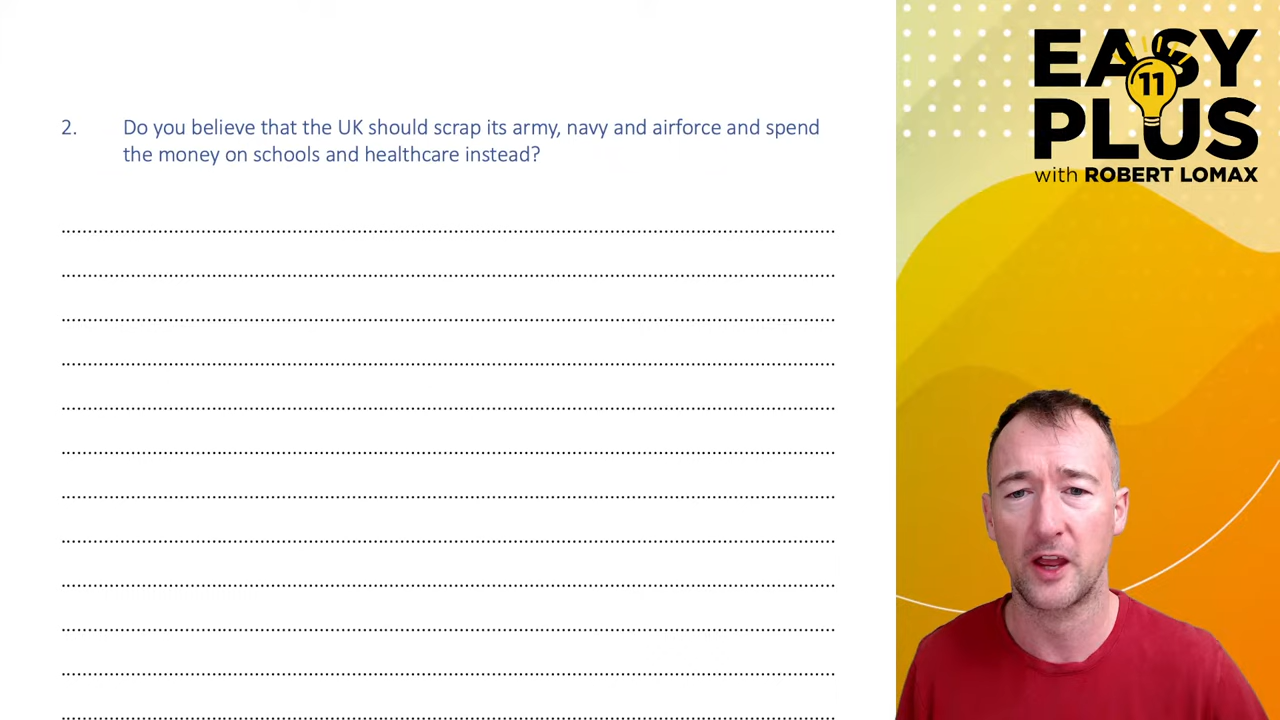 2. Do you believe that the UK should scrap its army, navy and airforce and spend
the money on schools and healthcare instead?
EASY
11
PLUS
with ROBERT LOMAX